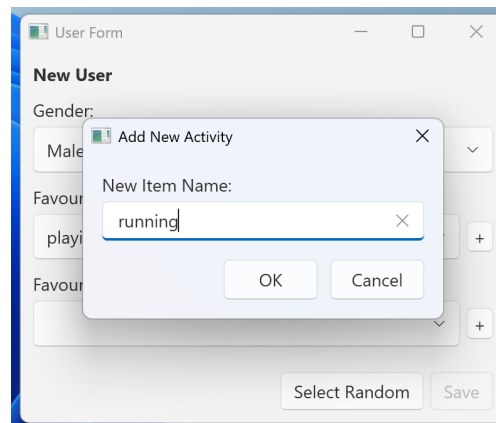 User Form
New User
Gender:
Male
Add New Activity
New Item Name:
Favour
running
playi
+
OK
Cancel
Favour
+
Select Random
Save